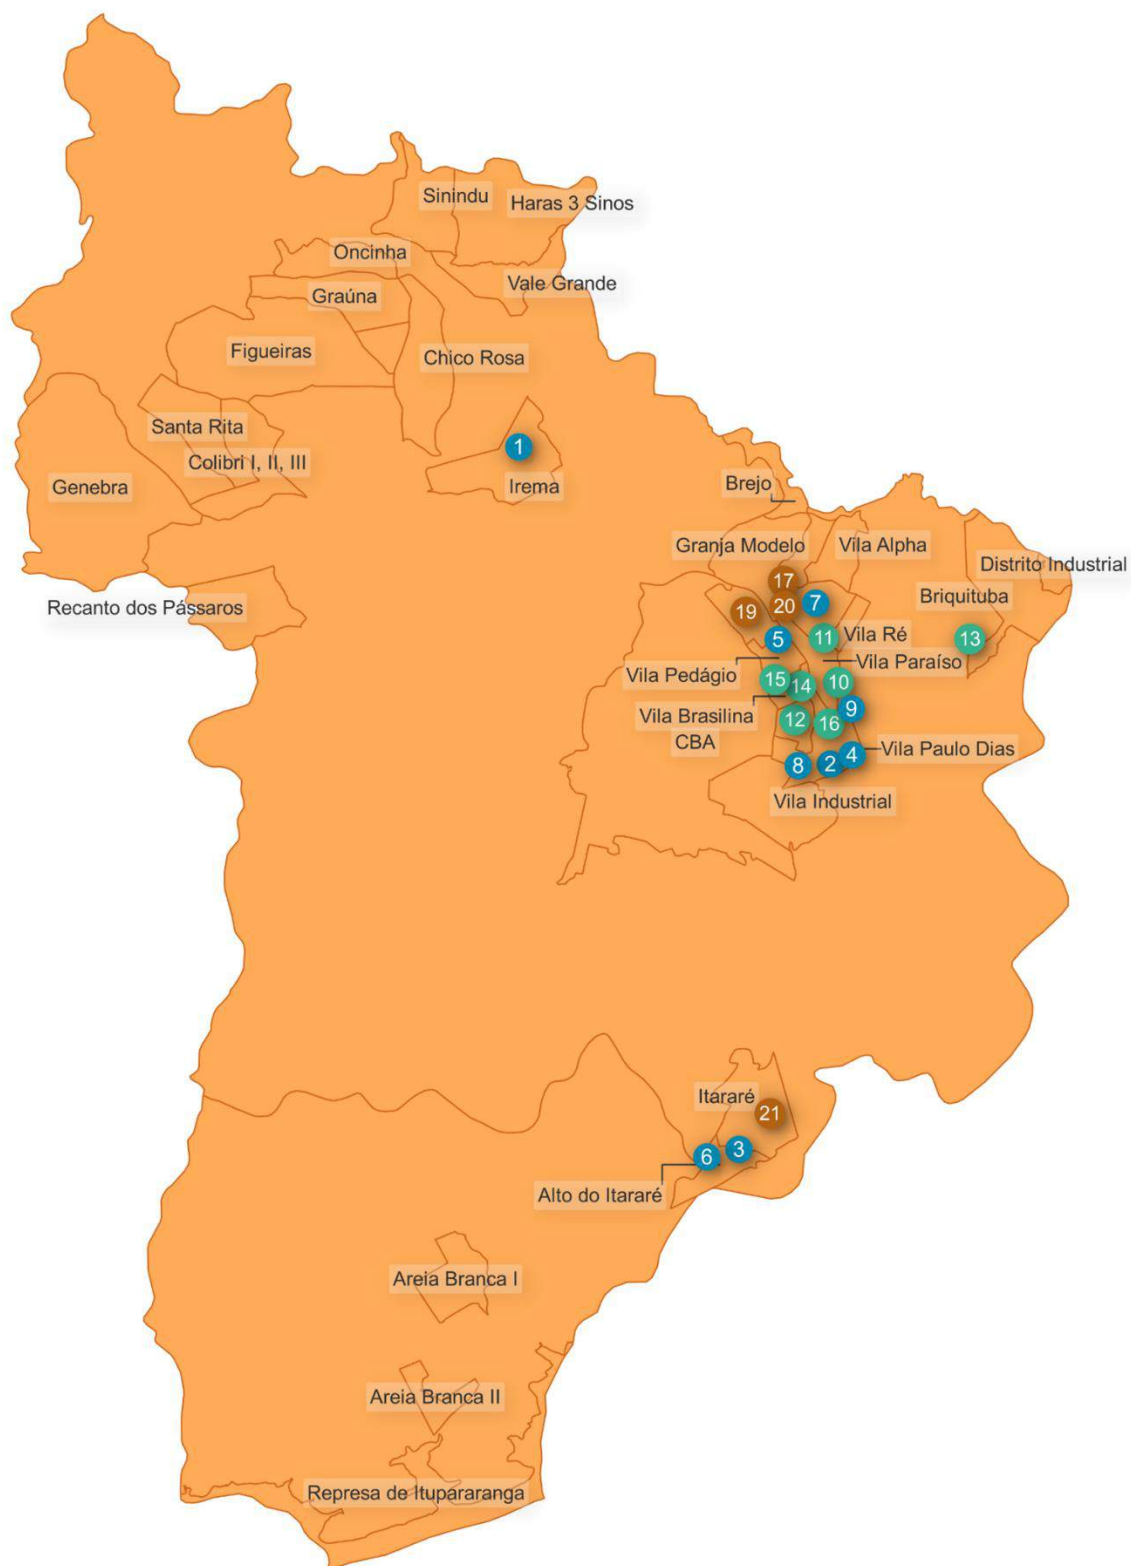 Sinindu
Haras 3 Sinos
Oncinha
Vale Grande
Graúna
Figueiras
Chico Rosa
Santa Rita
1
Colibri I, II, III
Genebra
Irema
Brejo
Granja Modelo
Vila Alpha
Distrito Industrial
17
Briquituba
Recanto dos Pássaros
19
20
7
5
11
Vila Ré
13
Vila Paraíso
Vila Pedágio
15
14
10
9
Vila Brasilina
12
16
CBA
Vila Paulo Dias
8
2
4
Vila Industrial
Itararé
21
6
3
Alto do Itararé
Areia Branca I
Areia Branca II
Represa de Itupararanga